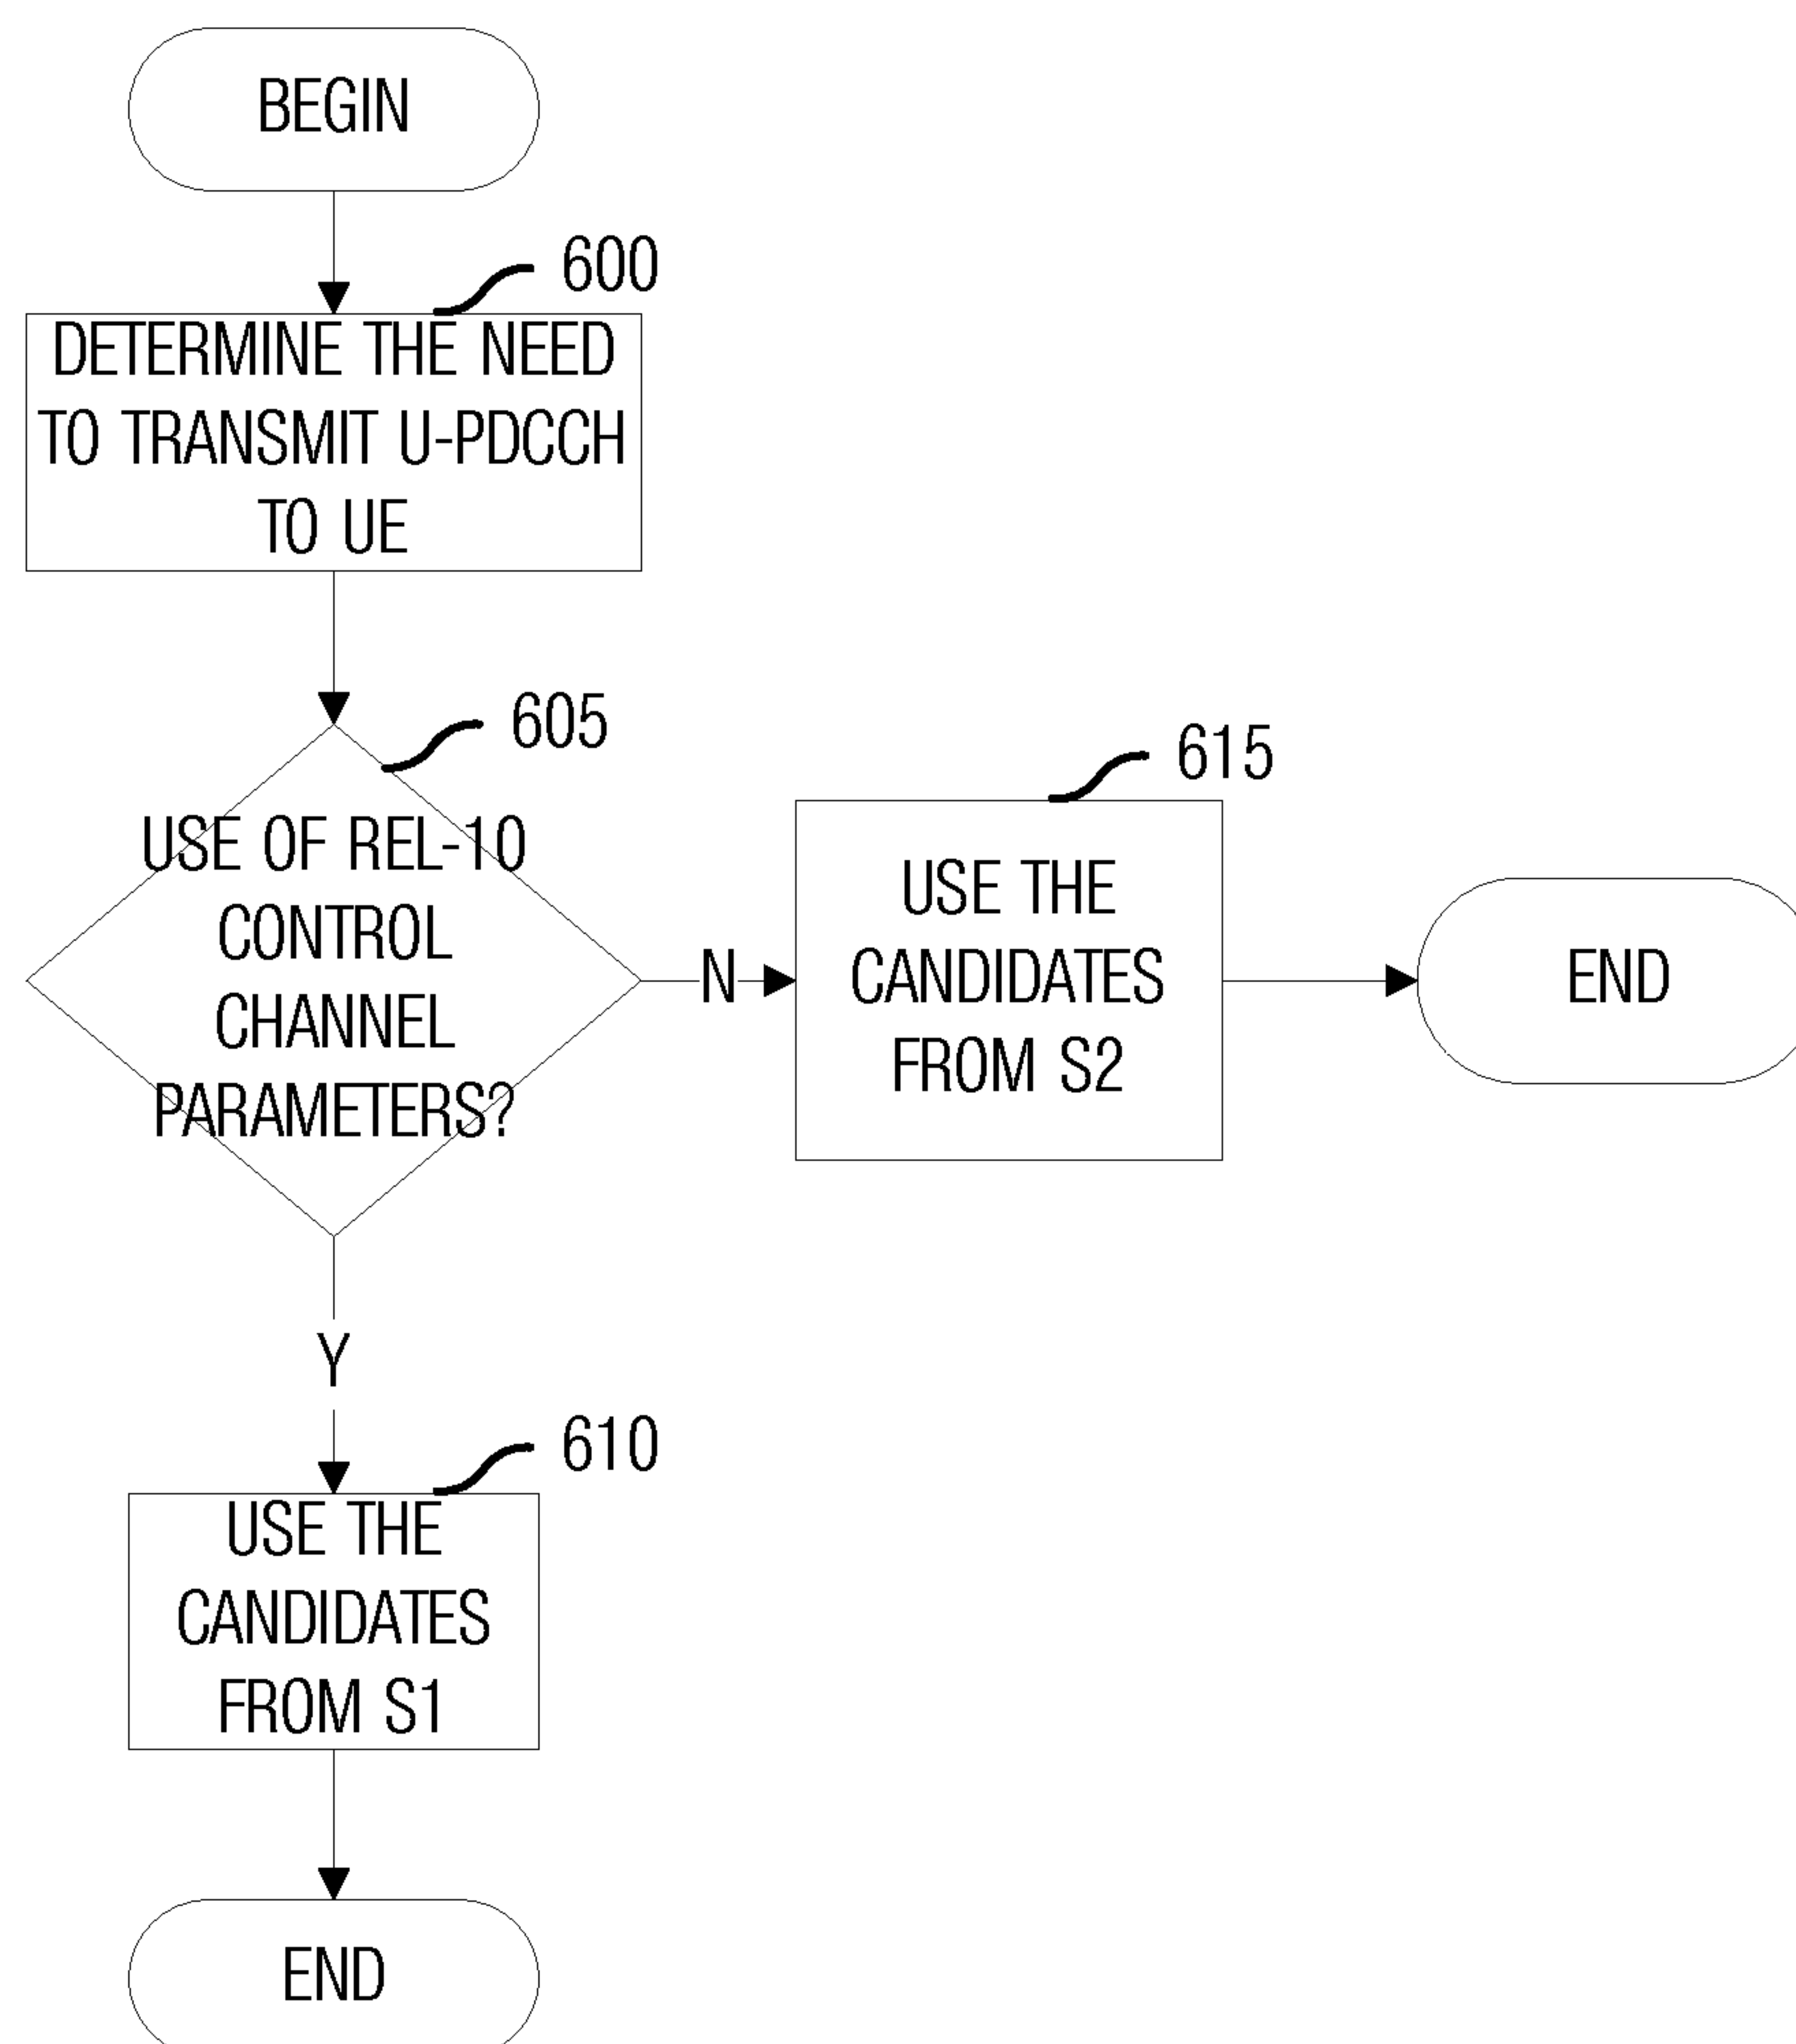 BEGIN
600
DETERMINE THE NEED
TO TRANSMIT U-PDCCH
TO UE
605
USE OF REL-10
CONTROL
CHANNEL
PARAMETERS?
N
615
USE THE
CANDIDATES
FROM S2
END
Y
610
USE THE
CANDIDATES
FROM S1
END